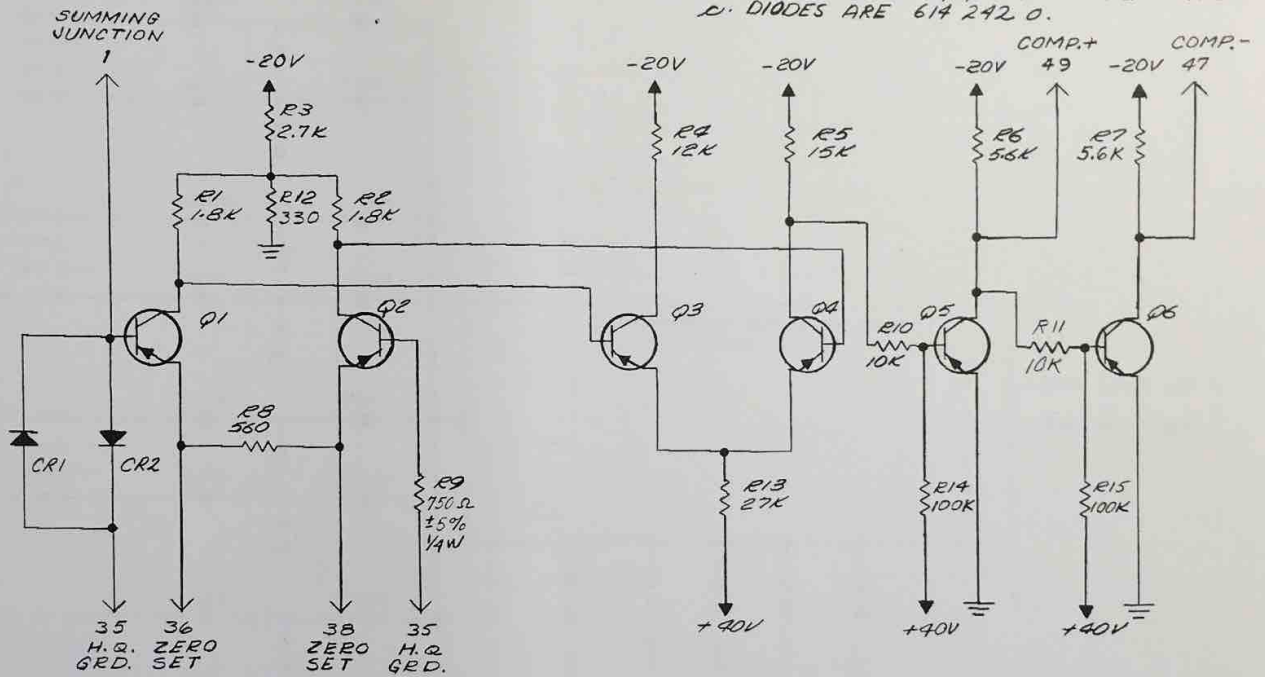 c. DIODES ARE 614 242 0.
SUMMING
JUNCTION
1
-20V
-20V
-20V
-20V
COMP.+
49
-20V
COMP.-
47
R3
2.7K
R4
12K
R5
15K
R6
5.6K
R7
5.6K
R1
1.8K
R12
330
R2
1.8K
Q1
Q2
Q3
Q4
R10
10K
Q5
R11
10K
Q6
CR1
CR2
R8
560
R9
750Ω
±5%
1/4W
R13
27K
R14
100K
R15
100K
35
H.Q.
GRD.
36
ZERO
SET
38
ZERO
SET
35
H.Q.
GRD.
+40V
+40V
+40V